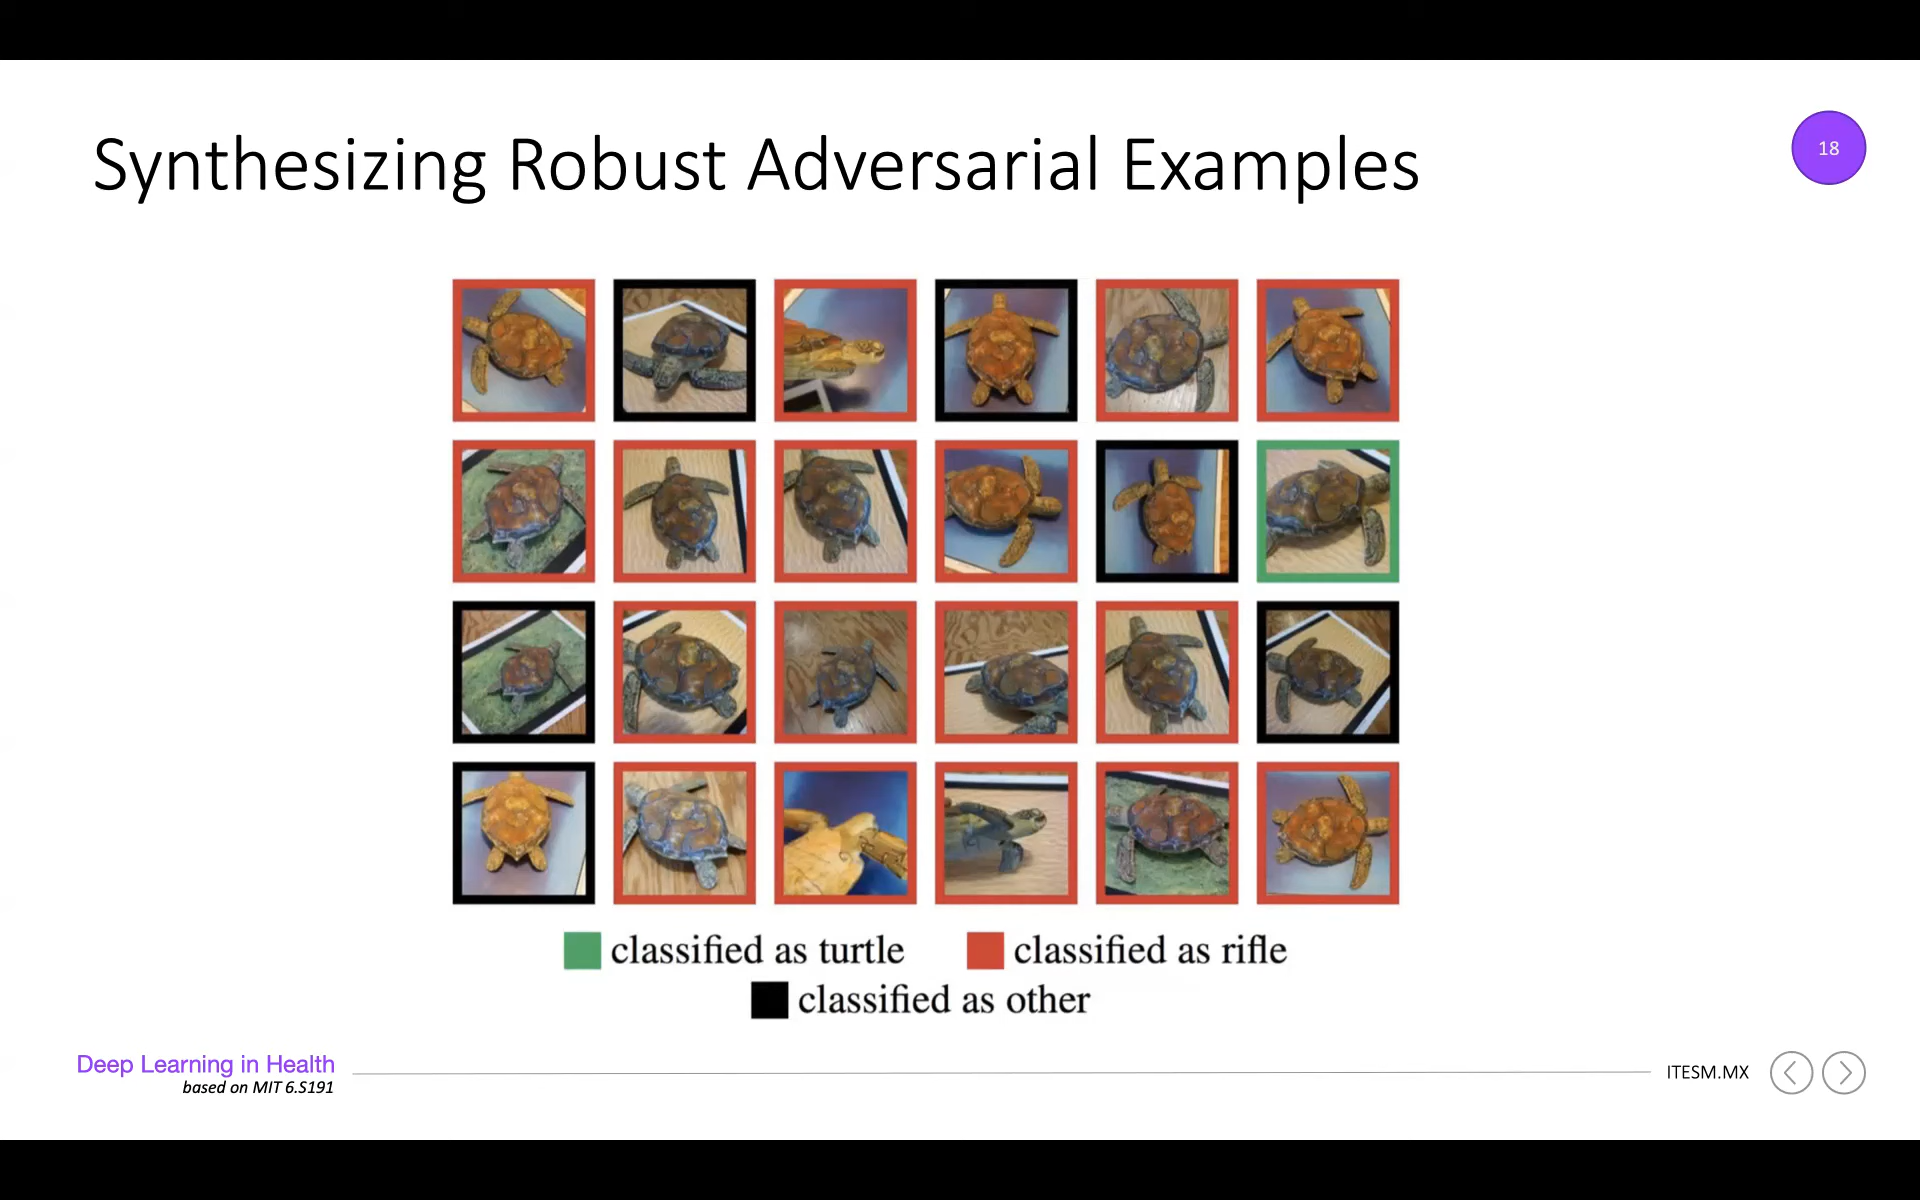 Synthesizing Robust Adversarial Examples
18
classified as turtle
classified as rifle
classified as other
Deep Learning in Health
based on MIT 6.S191
ITESM.MX